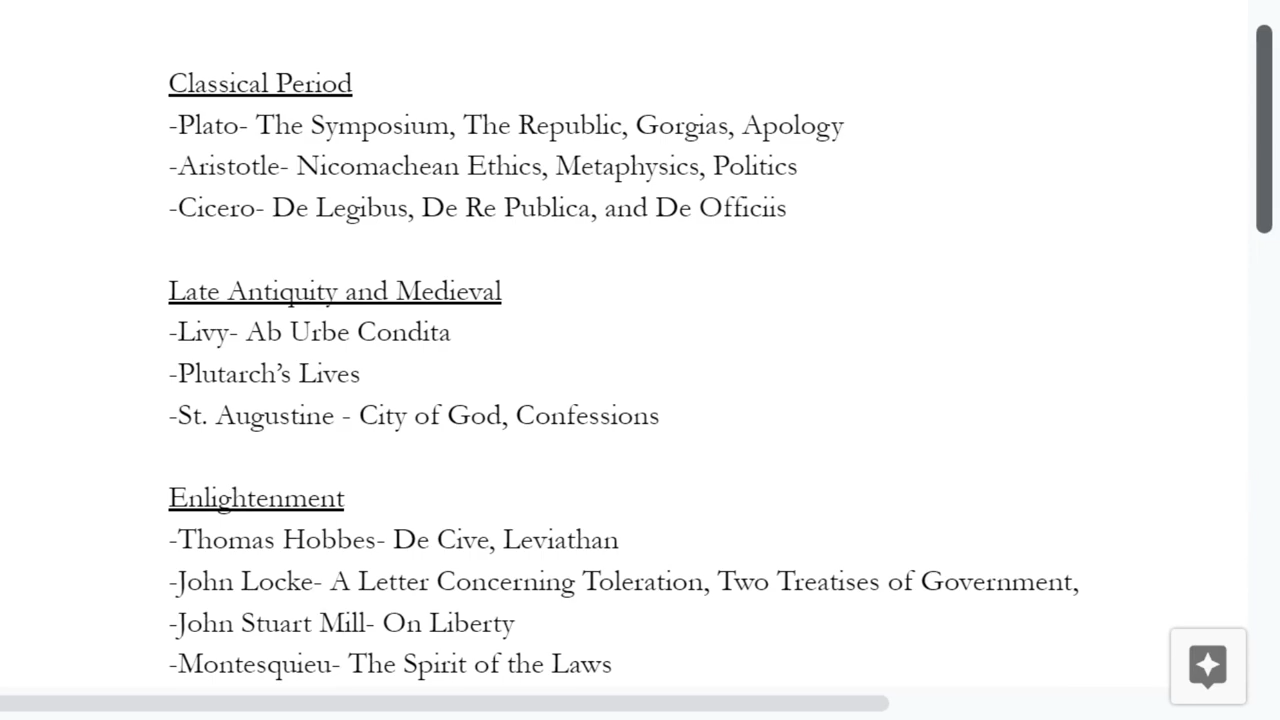 Classical Period
-Plato- The Symposium, The Republic, Gorgias, Apology
-Aristotle- Nicomachean Ethics, Metaphysics, Politics
-Cicero- De Legibus, De Re Publica, and De Officiis
Late Antiquity and Medieval
-Livy- Ab Urbe Condita
-Plutarch’s Lives
-St. Augustine - City of God, Confessions
Enlightenment
-Thomas Hobbes- De Cive, Leviathan
-John Locke- A Letter Concerning Toleration, Two Treatises of Government,
-John Stuart Mill- On Liberty
-Montesquieu- The Spirit of the Laws